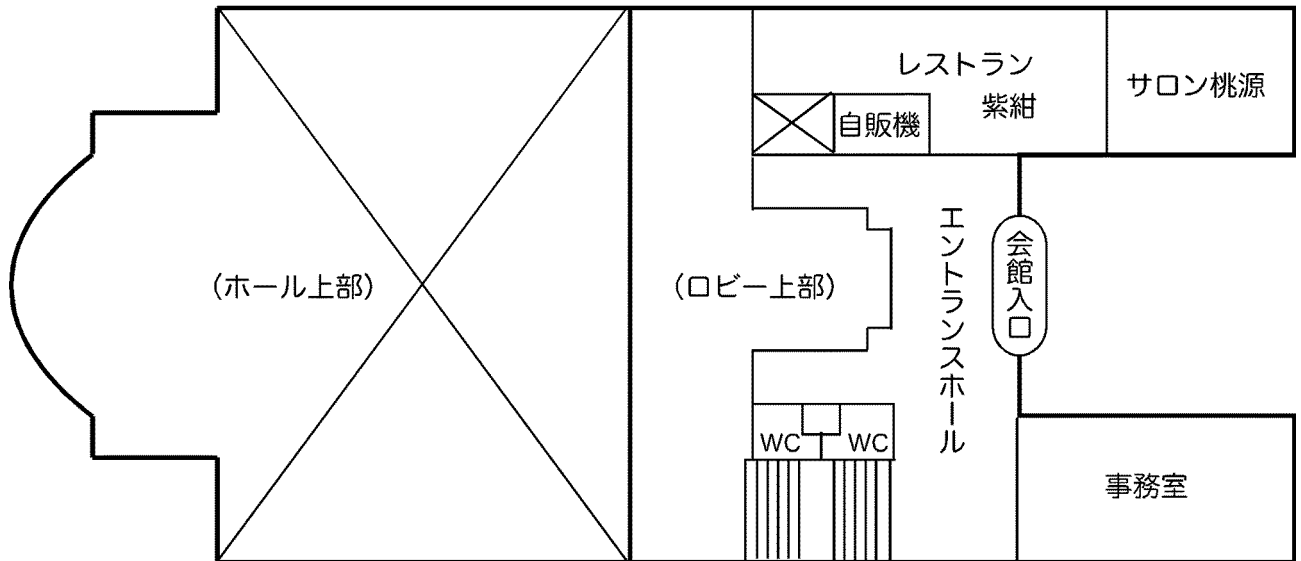 レストラン
紫紺
サロン桃源
自販機
(ホール上部)
(ロビー上部)
エントランスホール
会館入口
WC
WC
事務室